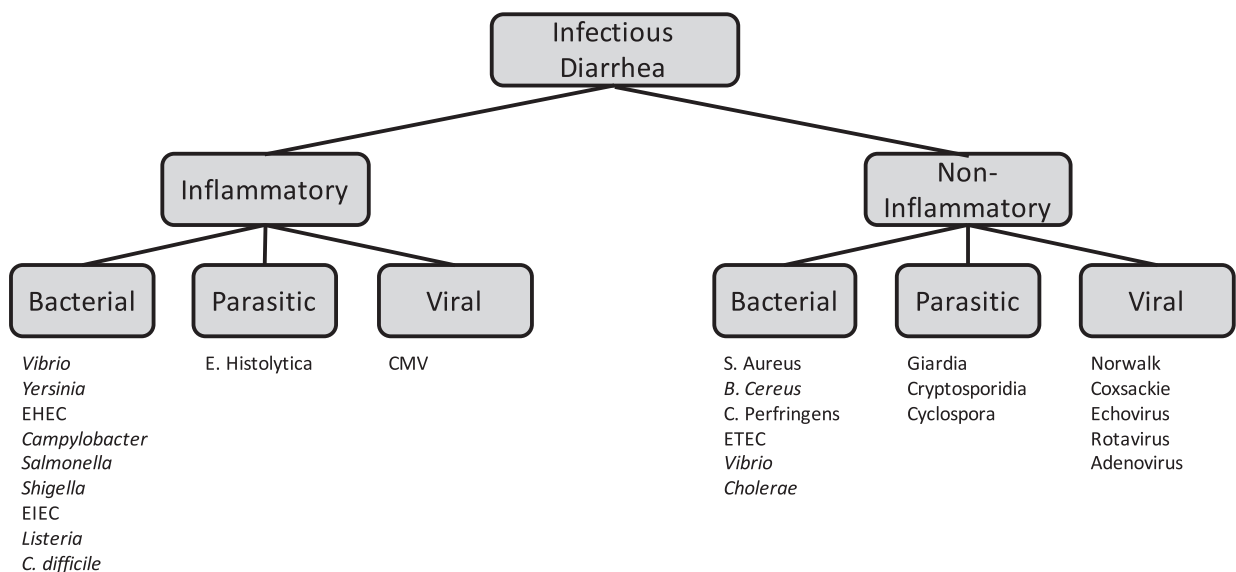 Infectious
Diarrhea
Inflammatory
Non-
Inflammatory
Bacterial
Parasitic
Viral
Bacterial
Parasitic
Viral
Vibrio
Yersinia
EHEC
Campylobacter
Salmonella
Shigella
EIEC
Listeria
C. difficile
E. Histolytica
CMV
S. Aureus
B. Cereus
C. Perfringens
ETEC
Vibrio
Cholerae
Giardia
Cryptosporidia
Cyclospora
Norwalk
Coxsackie
Echovirus
Rotavirus
Adenovirus